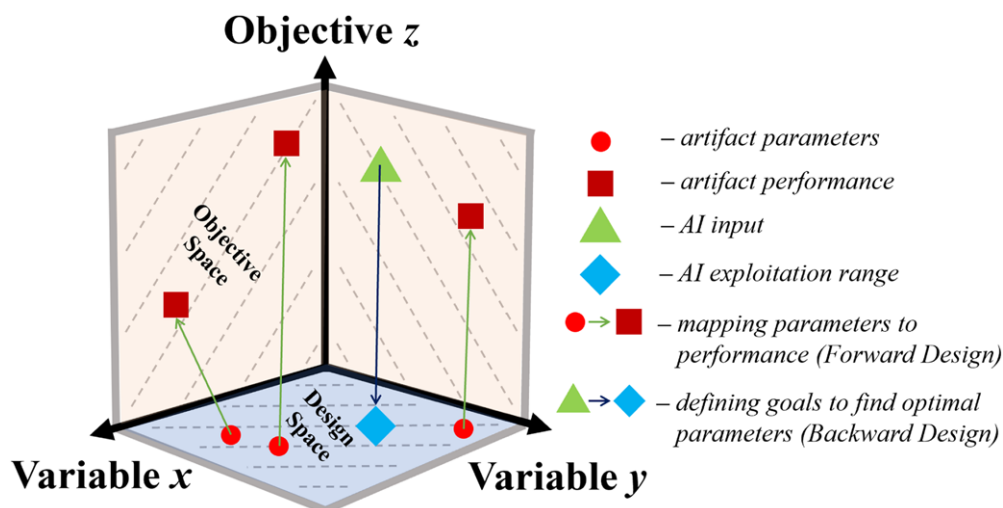 Objective z
Objective
Space
Design
Space
Variable x
Variable y
– artifact parameters
– artifact performance
– AI input
– AI exploitation range
– mapping parameters to
performance (Forward Design)
– defining goals to find optimal
parameters (Backward Design)